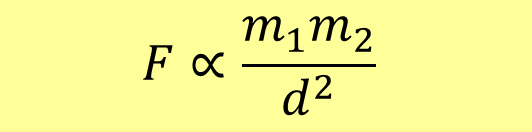 F ∝ m₁m₂ / d²